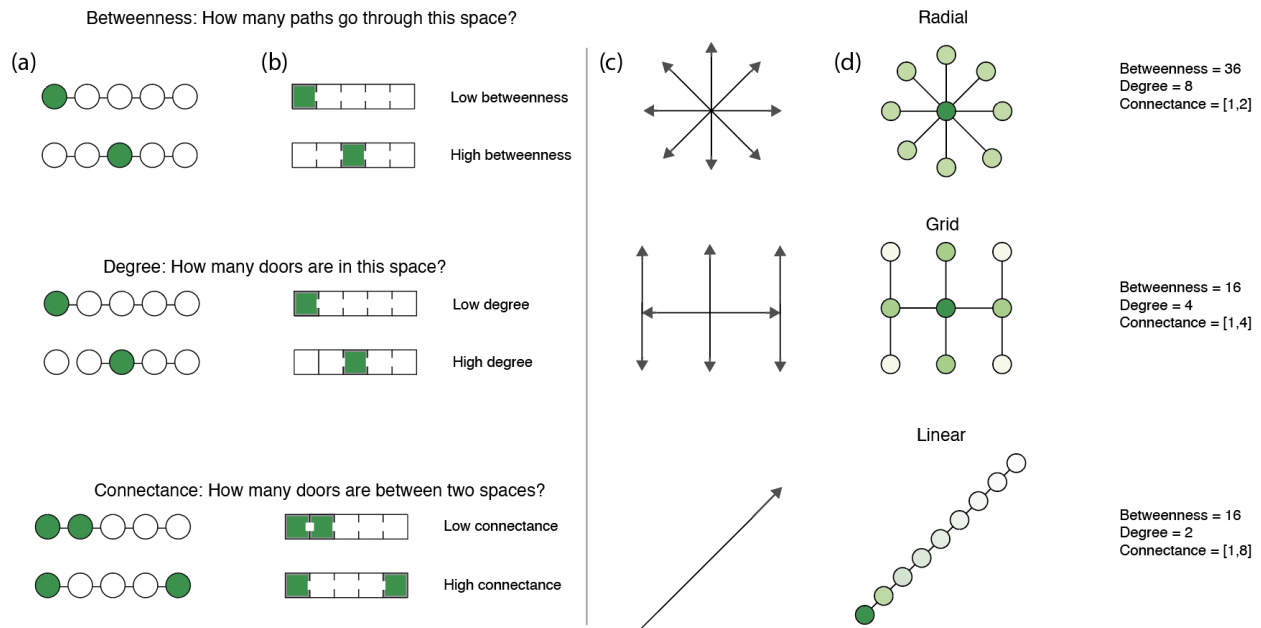 Betweenness: How many paths go through this space?
(a)
(b)
Low betweenness
High betweenness
Degree: How many doors are in this space?
Low degree
High degree
Connectance: How many doors are between two spaces?
Low connectance
High connectance
(c)
(d)
Radial
Betweenness = 36
Degree = 8
Connectance = [1,2]
Grid
Betweenness = 16
Degree = 4
Connectance = [1,4]
Linear
Betweenness = 16
Degree = 2
Connectance = [1,8]